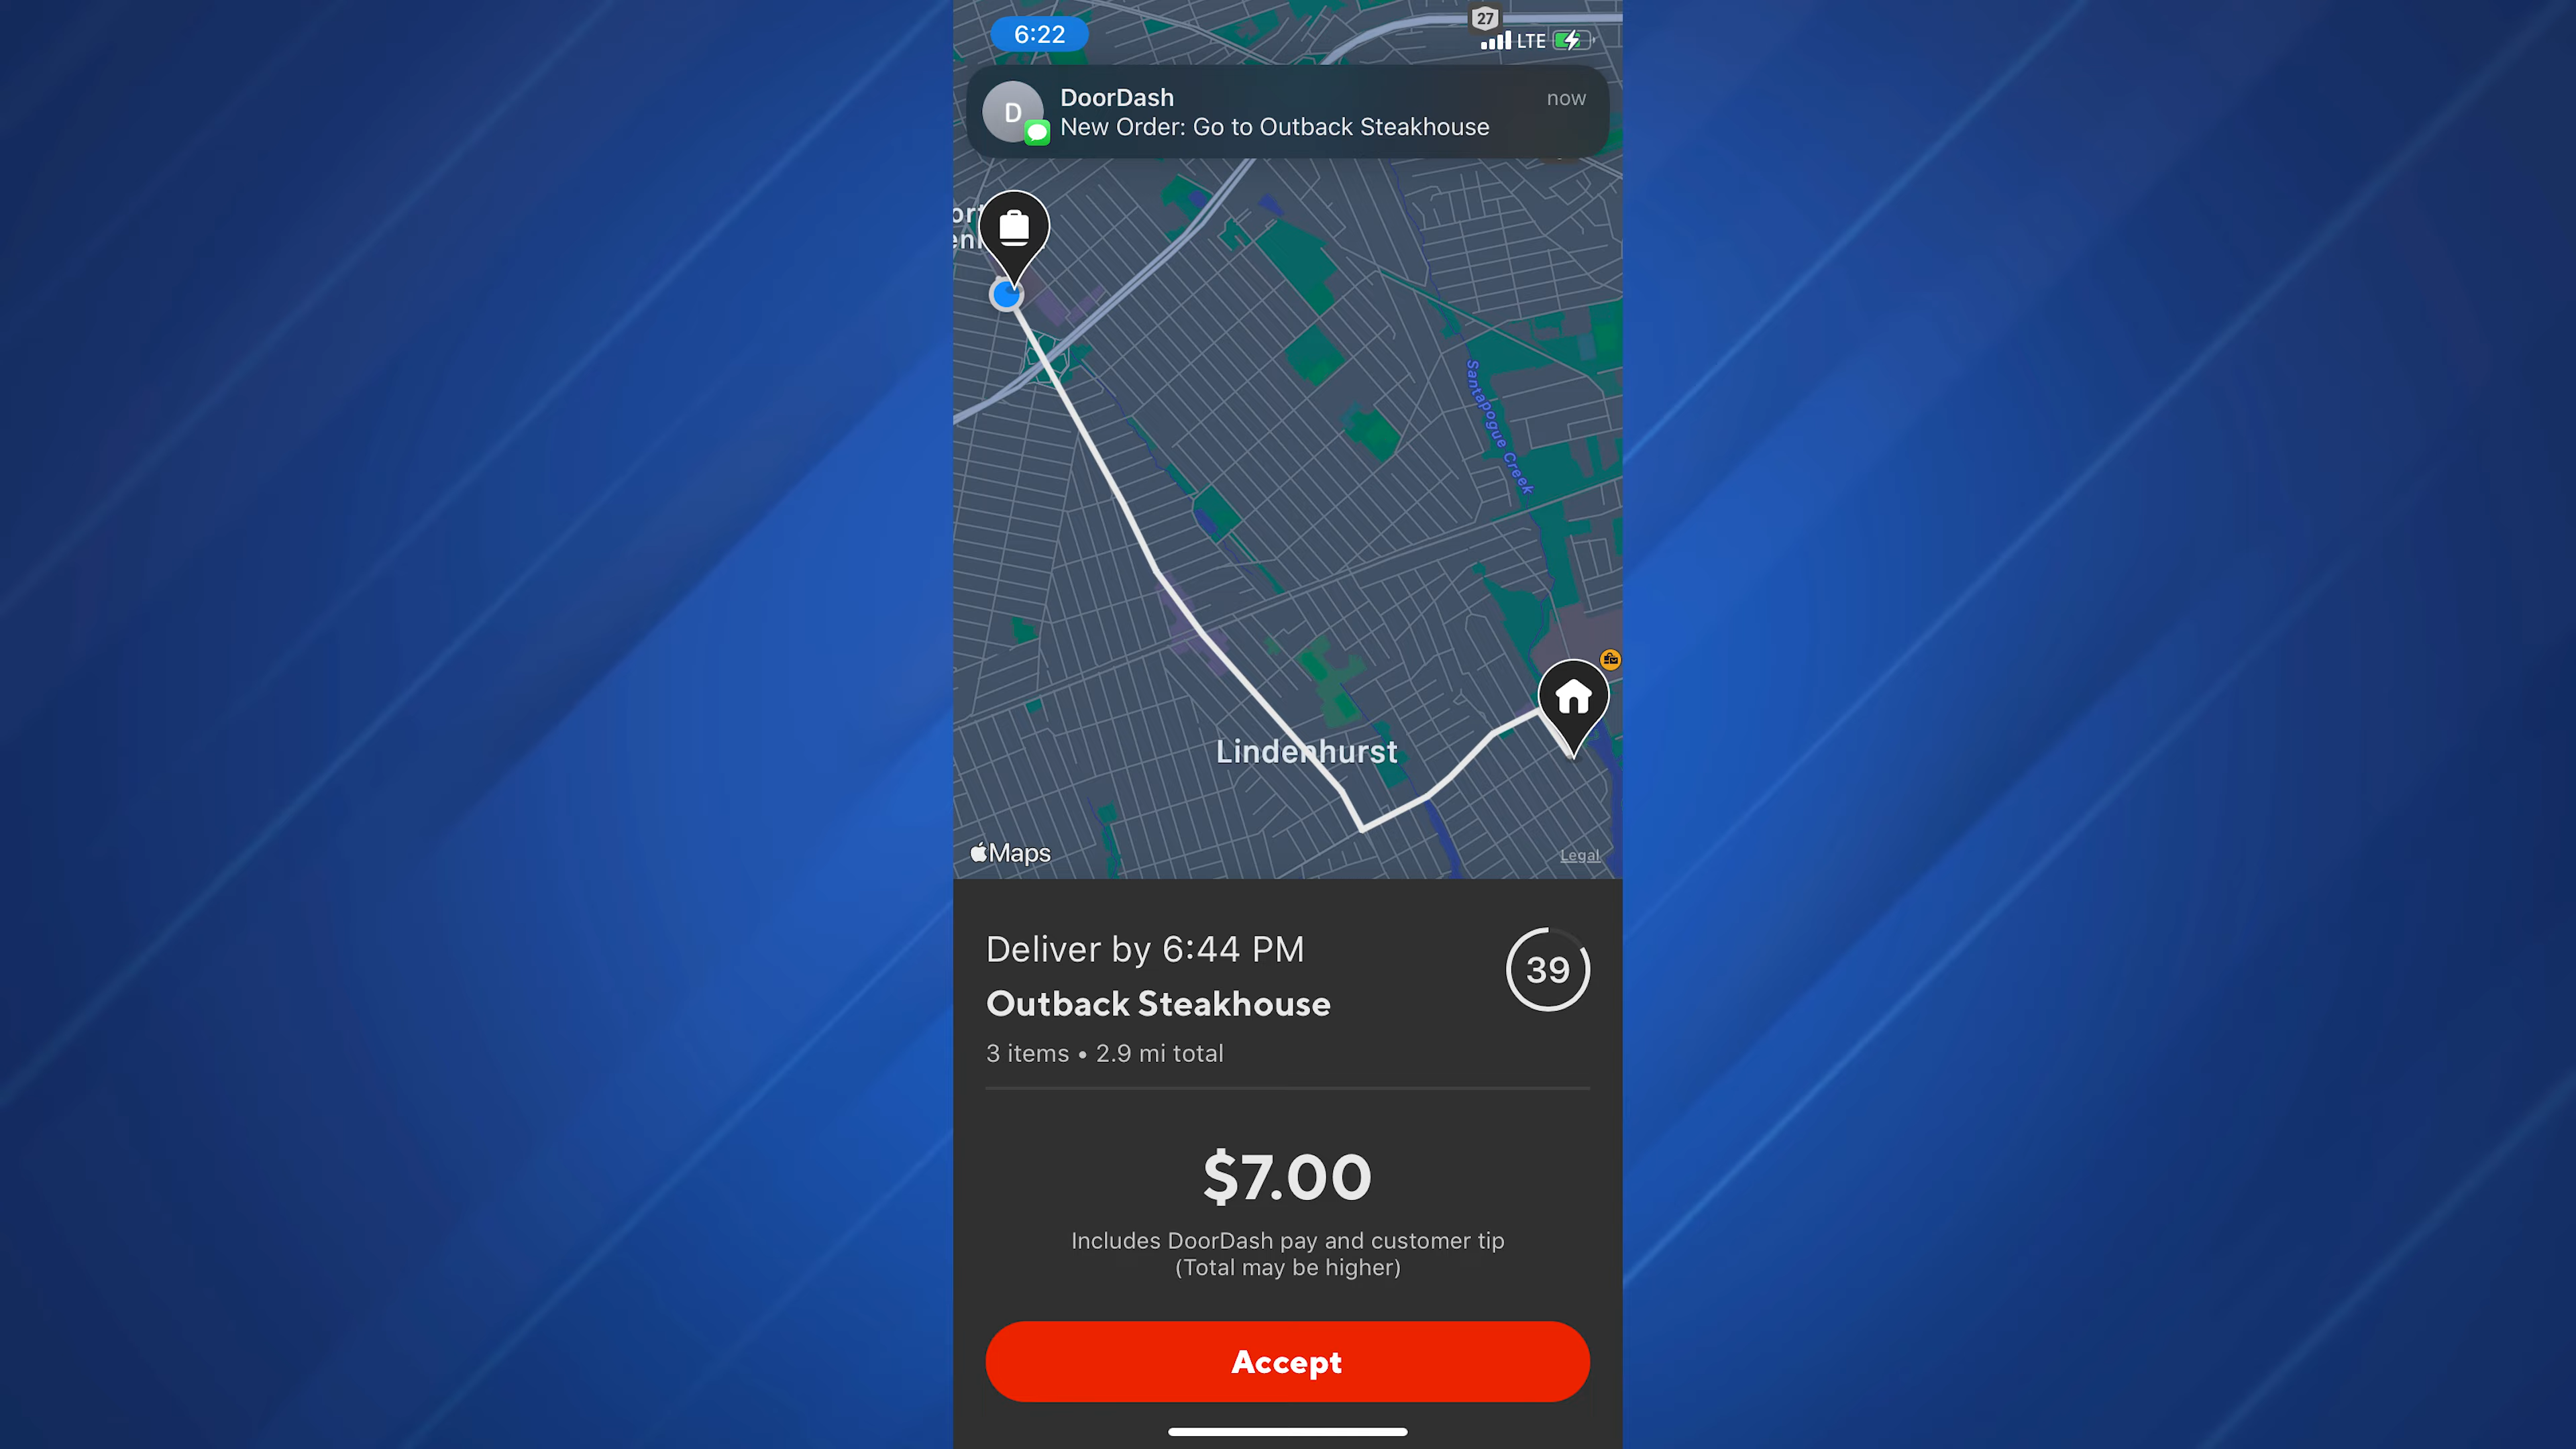 6:22
27
LTE
D
DoorDash
now
New Order: Go to Outback Steakhouse
Santapogue Creek
Lindenhurst
Maps
Legal
Deliver by 6:44 PM
39
Outback Steakhouse
3 items • 2.9 mi total
$7.00
Includes DoorDash pay and customer tip
(Total may be higher)
Accept